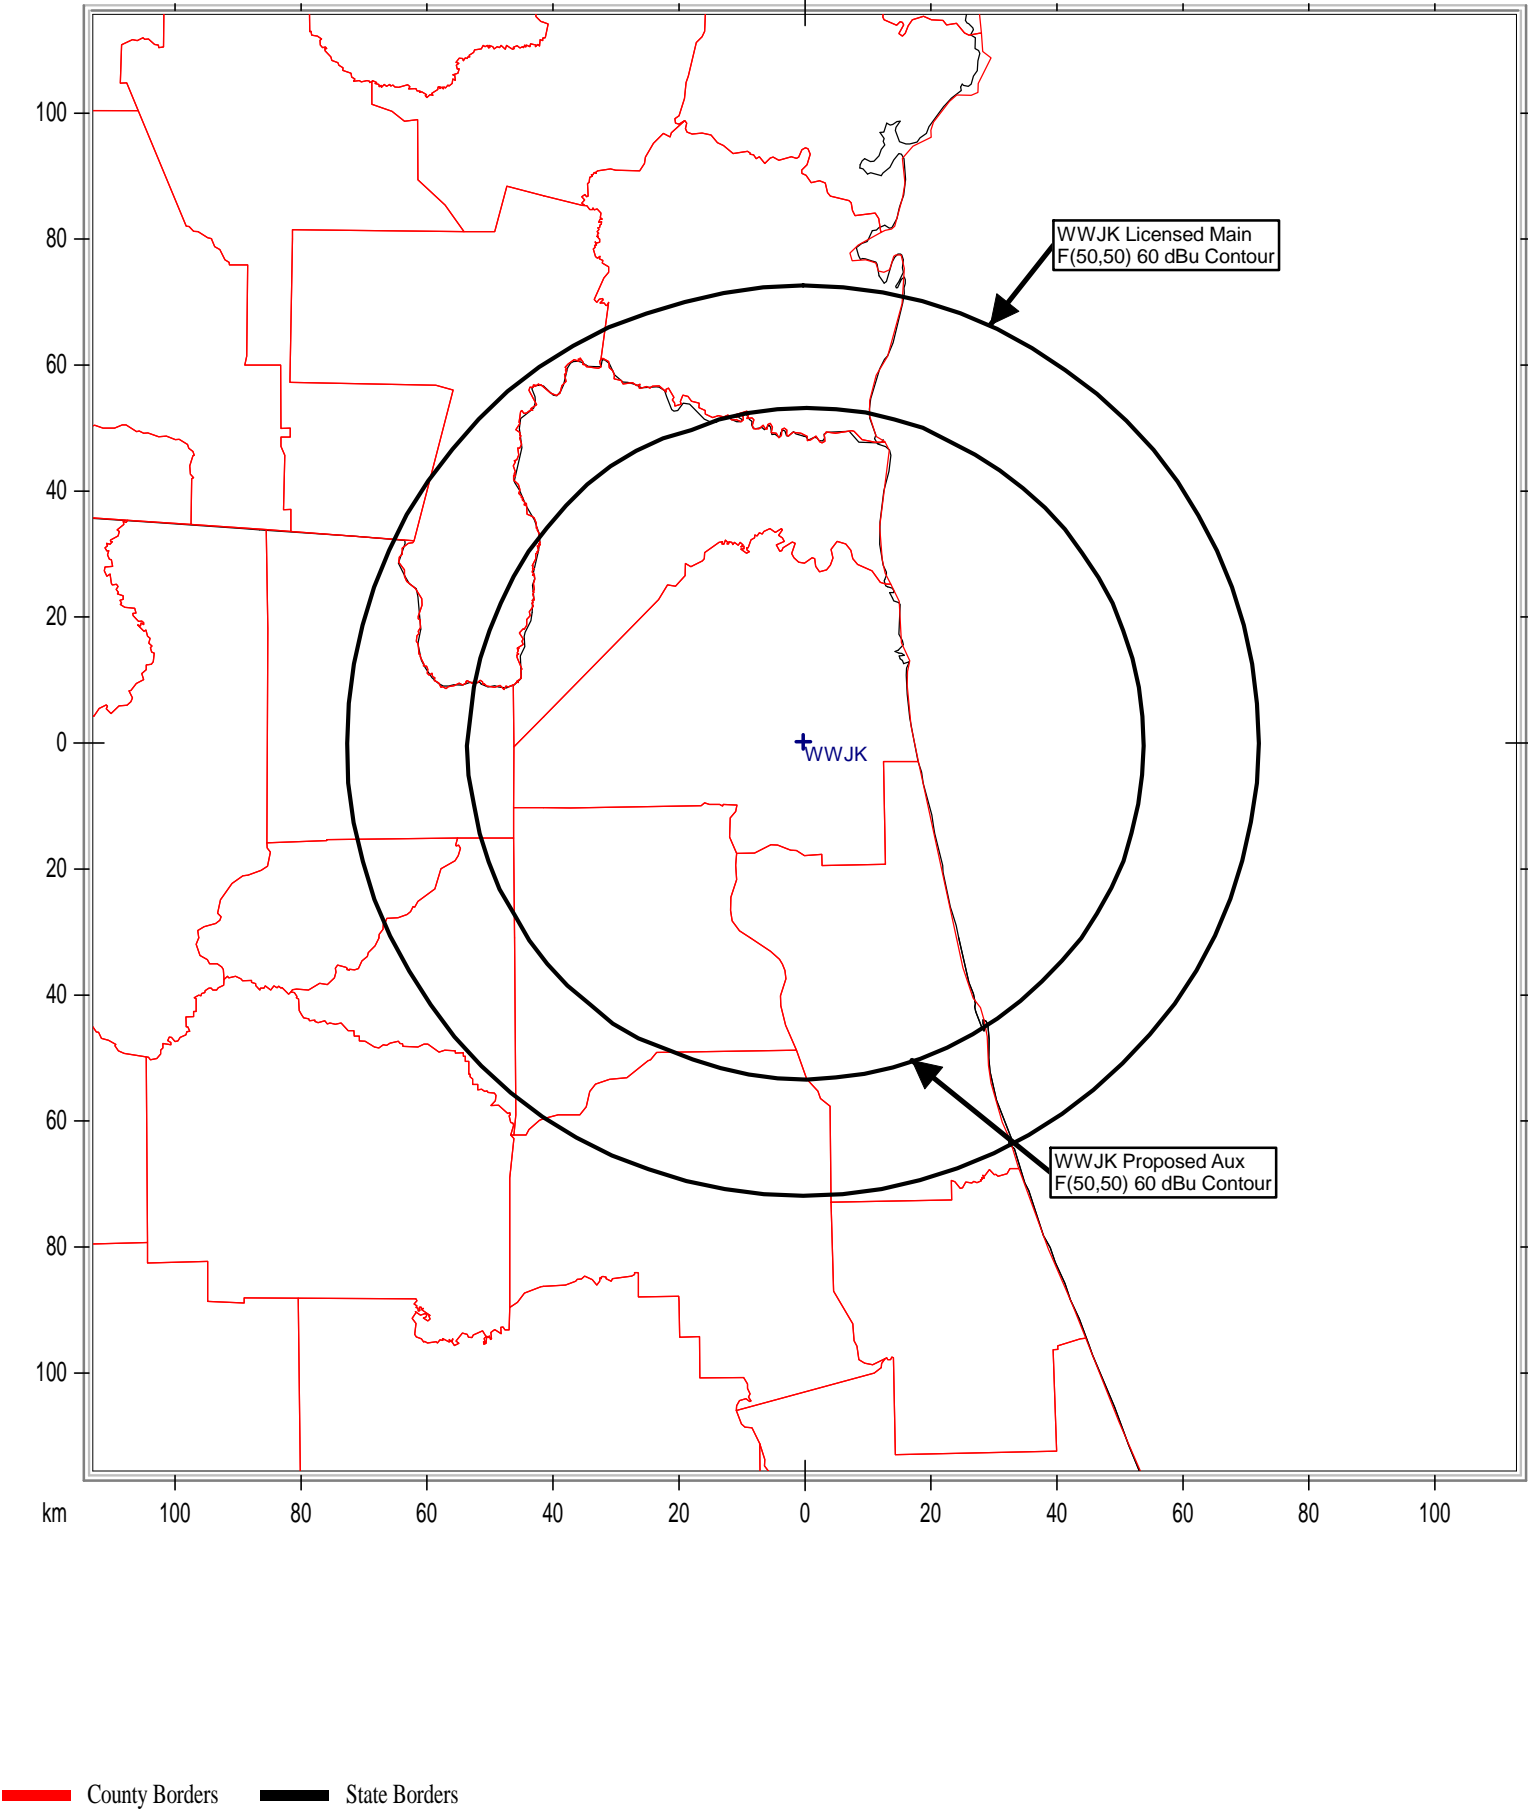 WWJK Licensed Main
F(50,50) 60 dBu Contour
100
80
60
40
20
0
20
40
60
80
100
WWJK
WWJK Proposed Aux
F(50,50) 60 dBu Contour
km 100 80 60 40 20 0 20 40 60 80 100
County Borders State Borders